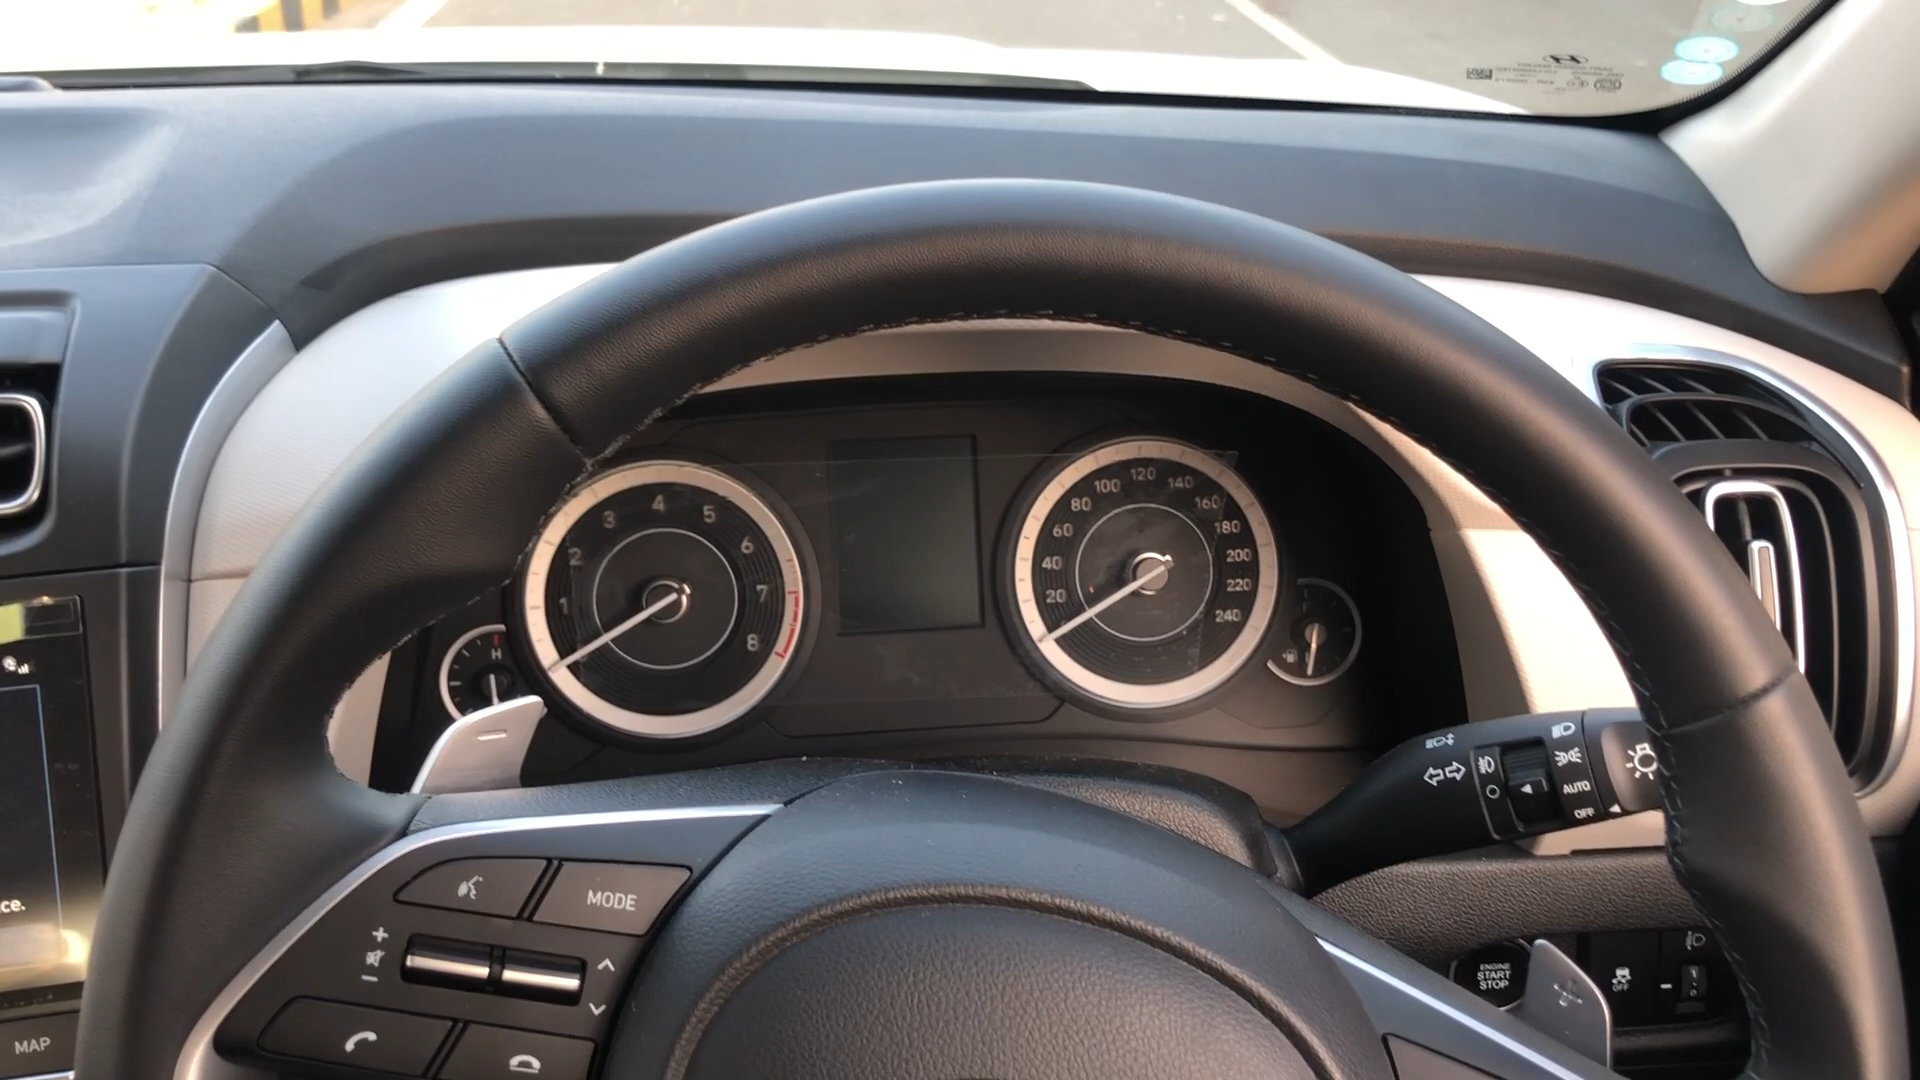 3 4 5
2 6
1 7
8
H
120
100 140
80 160
60 180
40 200
20 220
240
F
AUTO
OFF
MODE
+
-
ce.
MAP
ENGINE
START
STOP
OFF